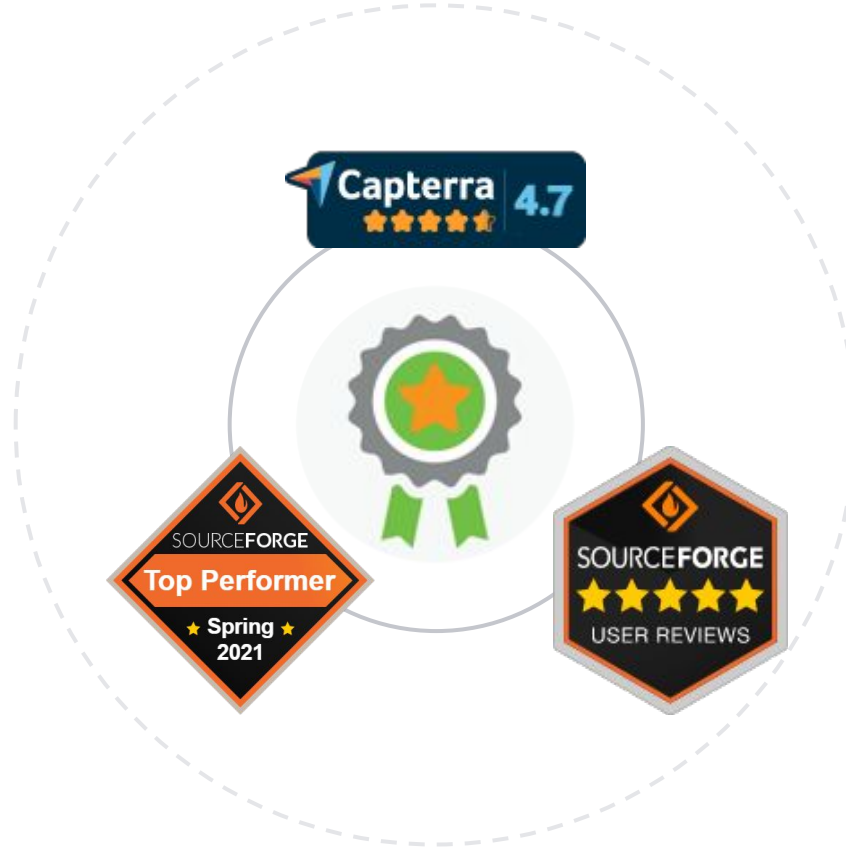 Capterra 4.7
SOURCEFORGE
Top Performer
Spring
2021
SOURCEFORGE
USER REVIEWS